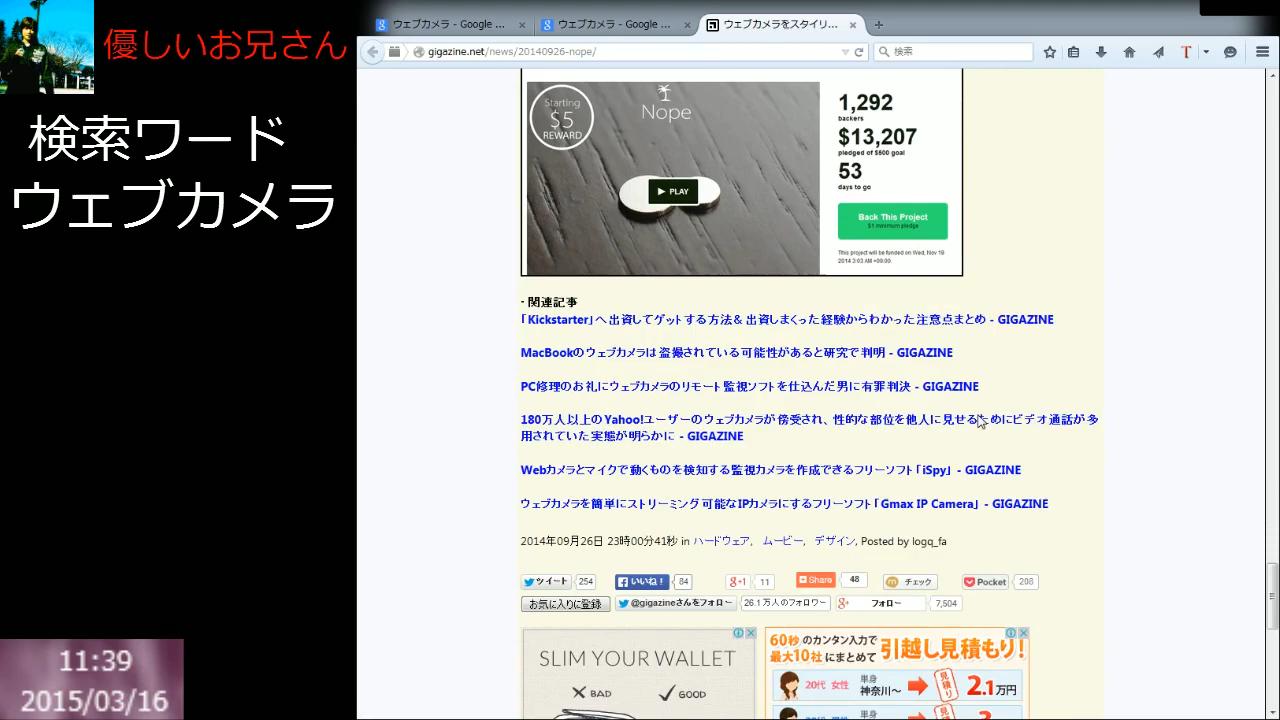 優しいお兄さん
検索ワード
ウェブカメラ
11:39
2015/03/16
ウェブカメラ - Google ...
ウェブカメラ - Google ...
ウェブカメラをスタイリ...
gigazine.net/news/20140926-nope/
検索
Starting
$5
REWARD
Nope
PLAY
1,292
backers
$13,207
pledged of $500 goal
53
days to go
Back This Project
$1 minimum pledge
This project will be funded on Wed, Nov 19
2014 3:03 AM +09:00.
・関連記事
「Kickstarter」へ出資してゲットする方法＆出資しまくった経験からわかった注意点まとめ - GIGAZINE
MacBookのウェブカメラは盗撮されている可能性があると研究で判明 - GIGAZINE
PC修理のお礼にウェブカメラのリモート監視ソフトを仕込んだ男に有罪判決 - GIGAZINE
180万人以上のYahoo!ユーザーのウェブカメラが傍受され、性的な部位を他人に見せるためにビデオ通話が多
用されていた実態が明らかに - GIGAZINE
Webカメラとマイクで動くものを検知する監視カメラを作成できるフリーソフト「iSpy」 - GIGAZINE
ウェブカメラを簡単にストリーミング可能なIPカメラにするフリーソフト「Gmax IP Camera」 - GIGAZINE
2014年09月26日 23時00分41秒 in ハードウェア, ムービー, デザイン, Posted by logq_fa
ツイート 254 いいね！ 84 g+1 11 Share 48 チェック Pocket 208
お気に入りに登録 @gigazineさんをフォロー 26.1万人のフォロワー フォロー 7,504
SLIM YOUR WALLET
BAD GOOD
60秒のカンタン入力で
最大10社にまとめて
引越し見積もり！
20代 女性 単身
神奈川～ 見積り 2.1万円